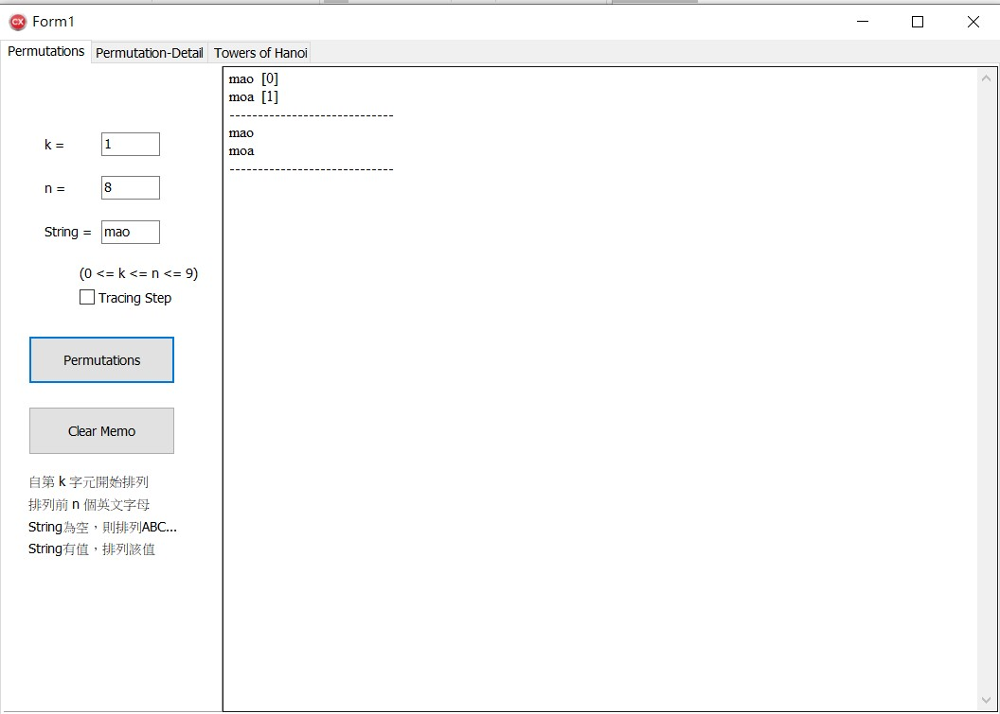 Form1
Permutations Permutation-Detail Towers of Hanoi
mao [0]
moa [1]
-----------------------------
mao
moa
-----------------------------
k = 1
n = 8
String = mao
(0 <= k <= n <= 9)
Tracing Step
Permutations
Clear Memo
自第 k 字元開始排列
排列前 n 個英文字母
String為空，則排列ABC...
String有值，排列該值